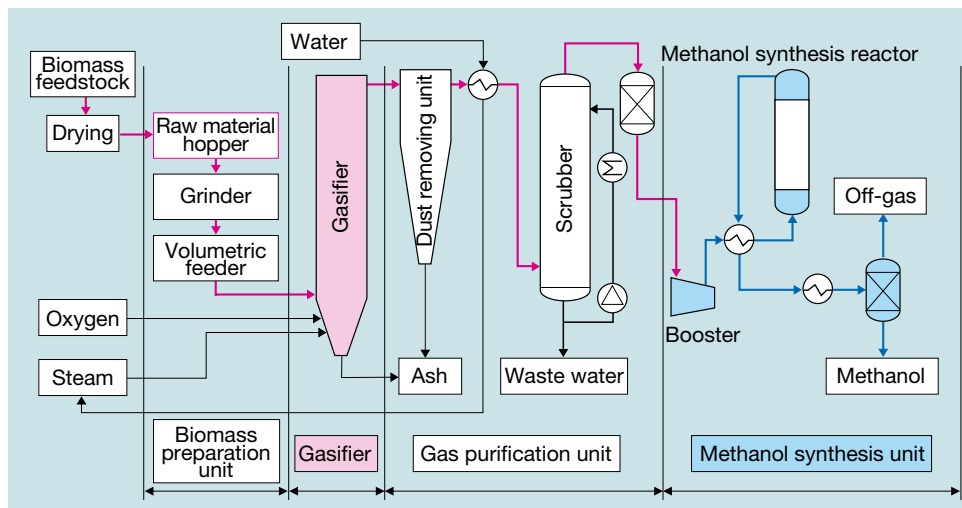 Water
Methanol synthesis reactor
Biomass
feedstock
Drying
Raw material
hopper
Grinder
Volumetric
feeder
Gasifier
Dust removing unit
Scrubber
Off-gas
Oxygen
Booster
Steam
Ash
Waste water
Methanol
Biomass
preparation
unit
Gasifier
Gas purification unit
Methanol synthesis unit